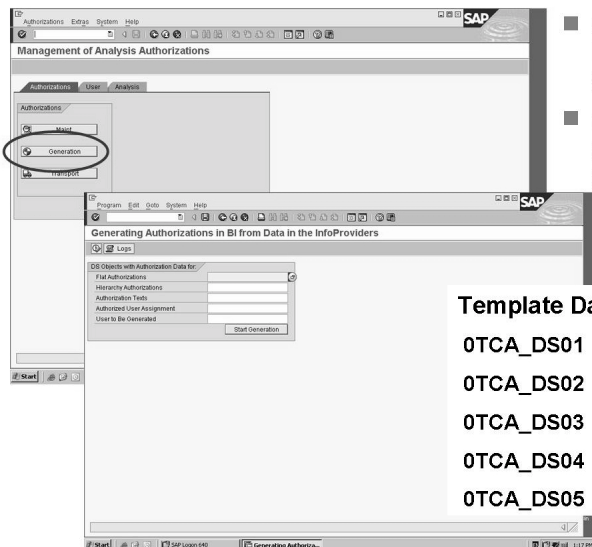 Authorizations Extras System Help
SAP
Management of Analysis Authorizations
Authorizations User Analysis
Authorizations
Maint.
Generation
Transport
Program Edit Goto System Help
SAP
Generating Authorizations in BI from Data in the InfoProviders
Logs
DS Objects with Authorization Data for:
Flat Authorizations
Hierarchy Authorizations
Authorization Texts
Authorized User Assignment
User to Be Generated
Start Generation
Template Da
0TCA_DS01
0TCA_DS02
0TCA_DS03
0TCA_DS04
0TCA_DS05
Start
Start SAP Logon 640 Generating Authoriza... 1:17 PM